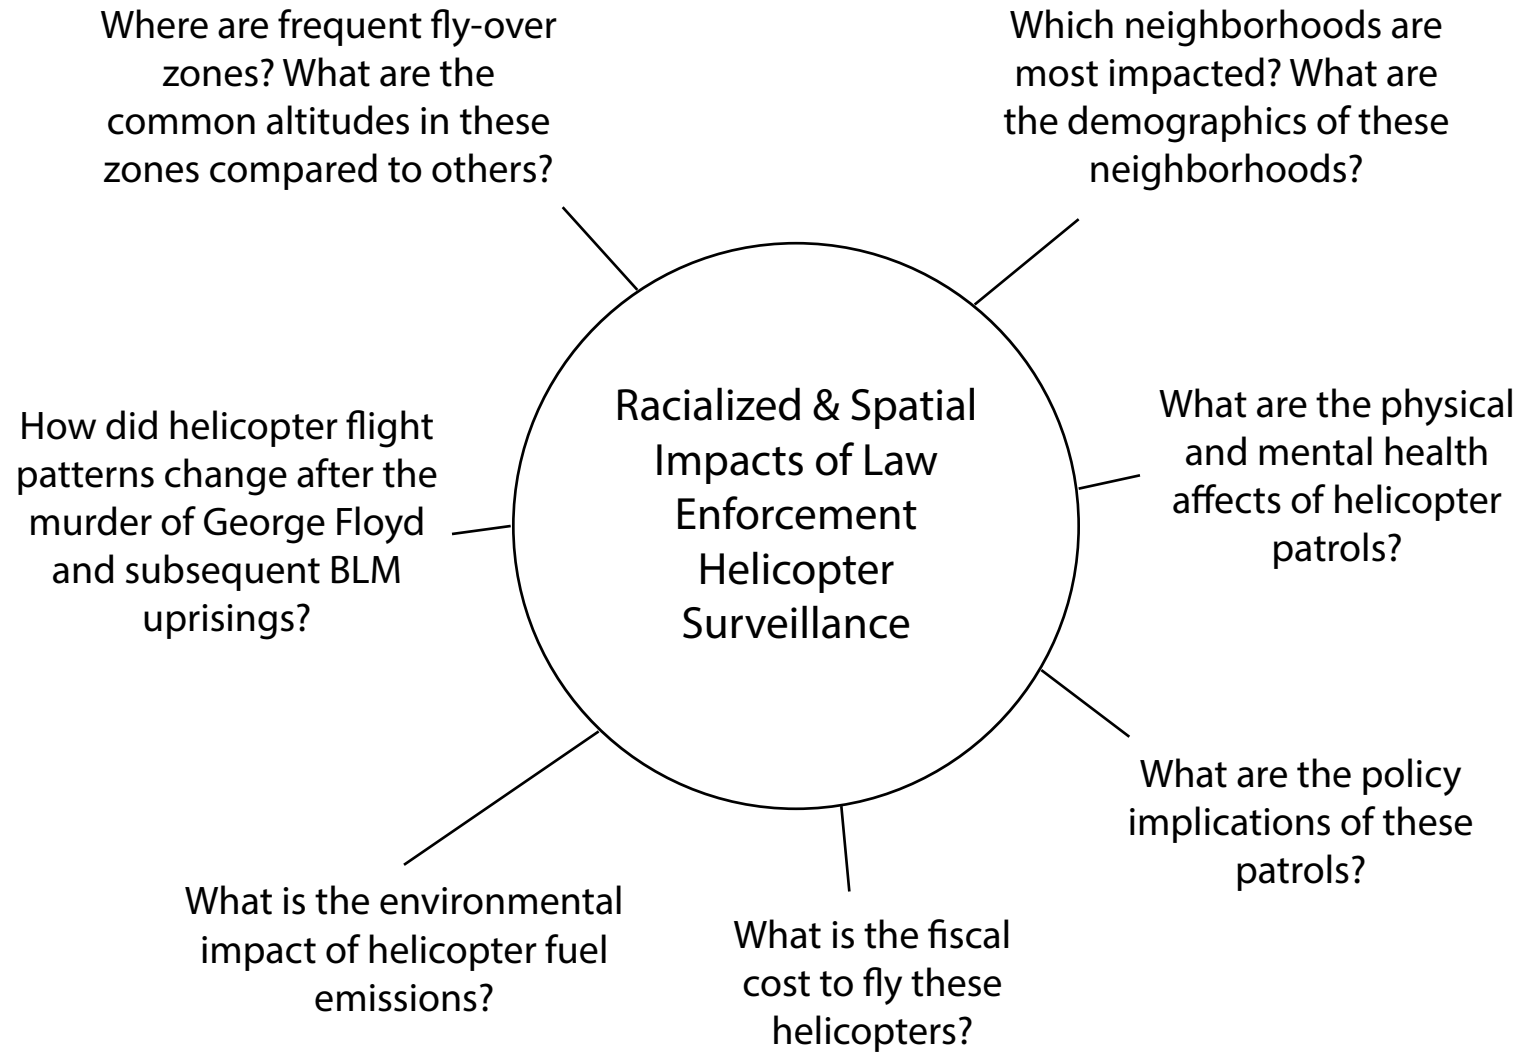 Where are frequent fly-over
zones? What are the
common altitudes in these
zones compared to others?
Which neighborhoods are
most impacted? What are
the demographics of these
neighborhoods?
Racialized & Spatial
Impacts of Law
Enforcement
Helicopter
Surveillance
What are the physical
and mental health
affects of helicopter
patrols?
How did helicopter flight
patterns change after the
murder of George Floyd
and subsequent BLM
uprisings?
What are the policy
implications of these
patrols?
What is the environmental
impact of helicopter fuel
emissions?
What is the fiscal
cost to fly these
helicopters?